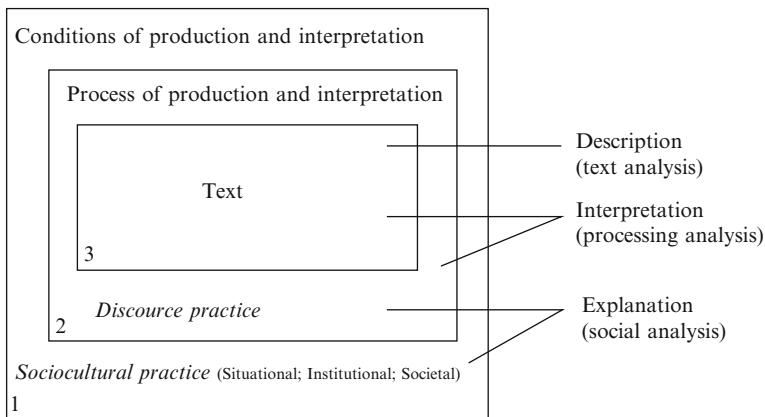 Conditions of production and interpretation
Process of production and interpretation
Text
3
Discource practice
2
Sociocultural practice (Situational; Institutional; Societal)
1
Description
(text analysis)
Interpretation
(processing analysis)
Explanation
(social analysis)